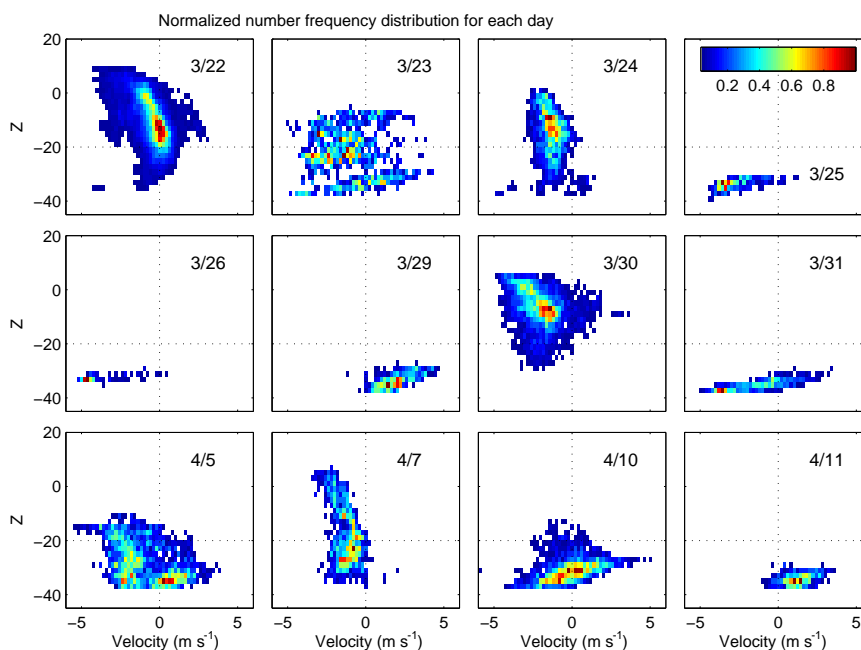 Normalized number frequency distribution for each day
20
0
−20
−40
Z
3/22
3/23
3/24
0.2 0.4 0.6 0.8
3/25
20
0
−20
−40
Z
3/26
3/29
3/30
3/31
20
0
−20
−40
Z
4/5
4/7
4/10
4/11
−5 0 5
−5 0 5
−5 0 5
−5 0 5
Velocity (m s⁻¹)
Velocity (m s⁻¹)
Velocity (m s⁻¹)
Velocity (m s⁻¹)